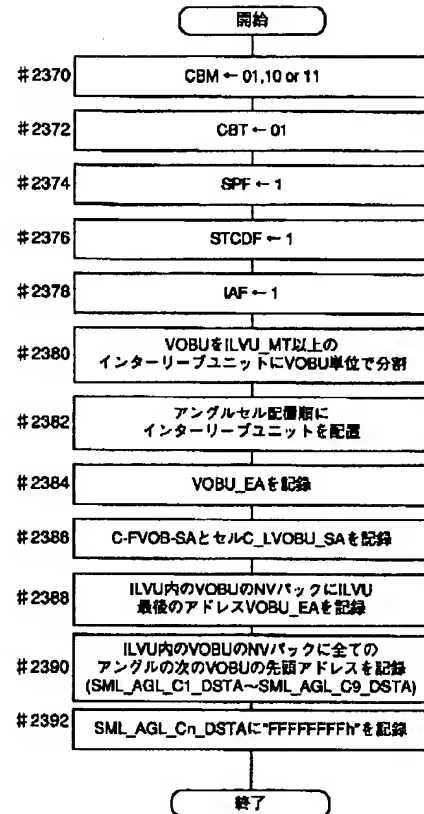 開始
#2370
CBM ← 01,10 or 11
#2372
CBT ← 01
#2374
SPF ← 1
#2376
STCDF ← 1
#2378
IAF ← 1
#2380
VOBUをILVU_MT以上の
インターリーブユニットにVOBU単位で分割
#2382
アングルセル配置順に
インターリーブユニットを配置
#2384
VOBU_EAを記録
#2386
C-FVOB-SAとセルC_LVOBU_SAを記録
#2388
ILVU内のVOBUのNVパックにILVU
最後のアドレスVOBU_EAを記録
#2390
ILVU内のVOBUのNVパックに全ての
アングルの次のVOBUの先頭アドレスを記録
(SML_AGL_C1_DSTA～SML_AGL_C9_DSTA)
#2392
SML_AGL_Cn_DSTAに"FFFFFFFFh"を記録
終了